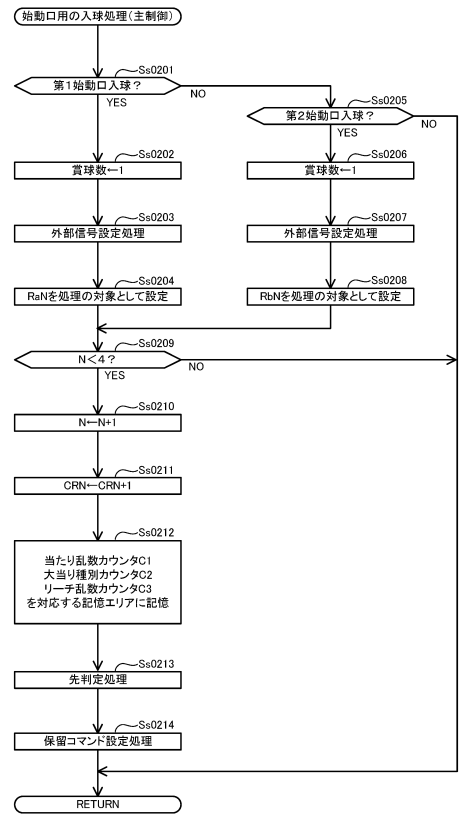 始動口用の入球処理(主制御)
Ss0201
第1始動口入球?
NO
YES
Ss0205
第2始動口入球?
NO
YES
Ss0202
賞球数←1
Ss0206
賞球数←1
Ss0203
外部信号設定処理
Ss0207
外部信号設定処理
Ss0204
RaNを処理の対象として設定
Ss0208
RbNを処理の対象として設定
Ss0209
N<4?
NO
YES
Ss0210
N←N+1
Ss0211
CRN←CRN+1
Ss0212
当たり乱数カウンタC1
大当り種別カウンタC2
リーチ乱数カウンタC3
を対応する記憶エリアに記憶
Ss0213
先判定処理
Ss0214
保留コマンド設定処理
RETURN